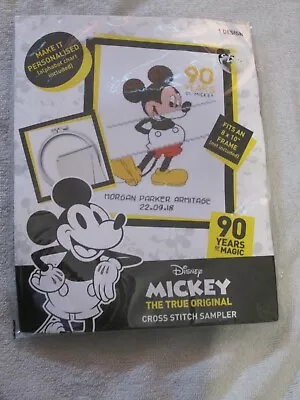 1 DESIGN
MAKE IT
PERSONALISED
(alphabet chart
included)
90
YEARS
OF MICKEY
FITS AN
8 x 10"
FRAME
(not included)
MORGAN PARKER ARMITAGE
22.09.18
90
YEARS
OF
MAGIC
Disney
MICKEY
THE TRUE ORIGINAL
CROSS STITCH SAMPLER